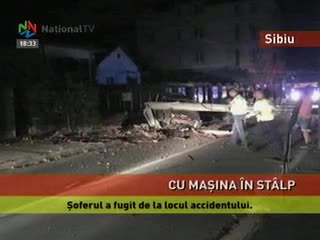 NationalTV
18:33
Sibiu
CU MAȘINA ÎN STÂLP
Șoferul a fugit de la locul accidentului.